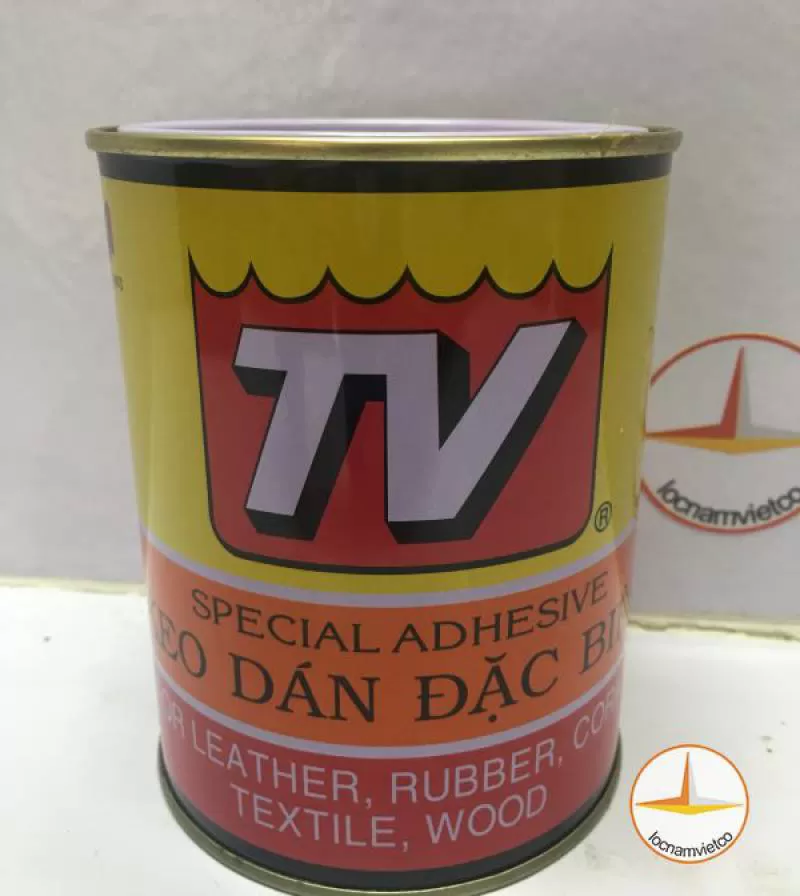 TV
®
SPECIAL ADHESIVE
DÁN ĐẶC
LEATHER, RUBBER,
TEXTILE, WOOD
locnamvietco
locnamvietco